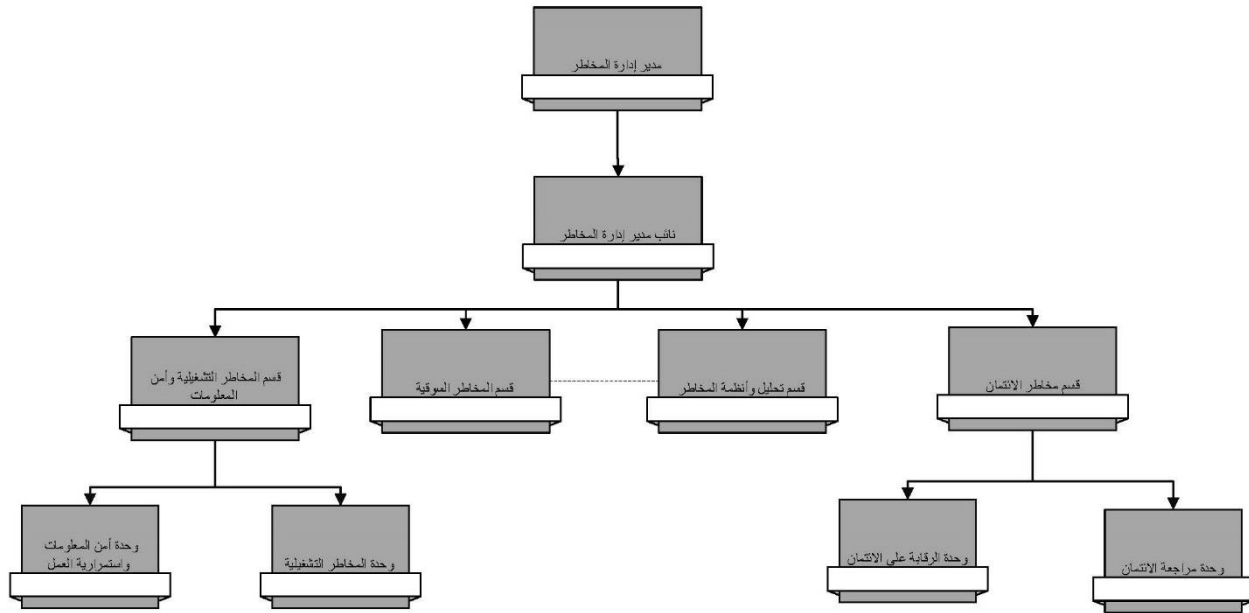 مدير إدارة المخاطر
نائب مدير إدارة المخاطر
قسم مخاطر الائتمان
قسم تحليل وأنظمة المخاطر
قسم المخاطر السوقية
قسم المخاطر التشغيلية وأمن
المعلومات
وحدة مراجعة الائتمان
وحدة الرقابة على الائتمان
وحدة المخاطر التشغيلية
وحدة أمن المعلومات
واستمرارية العمل